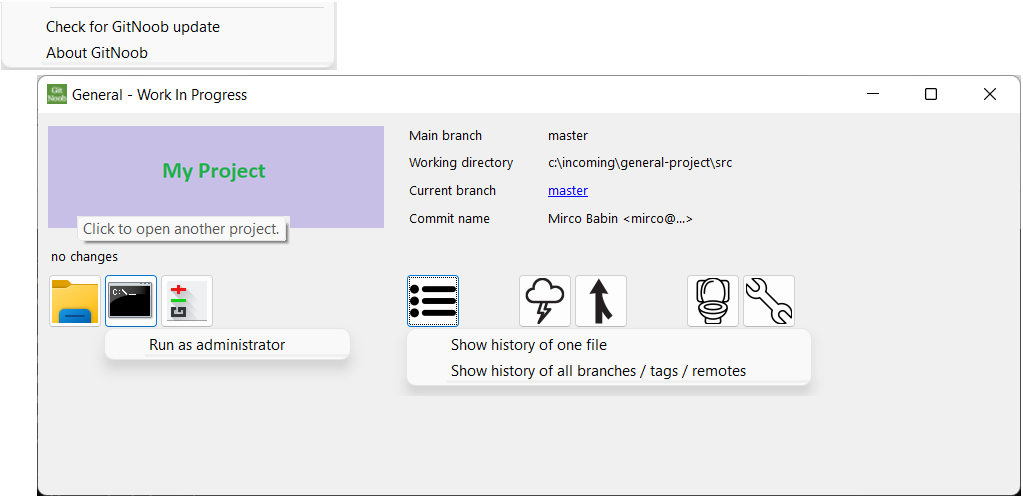 Check for GitNoob update
About GitNoob
Git Noob
General - Work In Progress
My Project
Click to open another project.
Main branch master
Working directory c:\incoming\general-project\src
Current branch master
Commit name Mirco Babin <mirco@...>
no changes
C:\_
Run as administrator
Show history of one file
Show history of all branches / tags / remotes